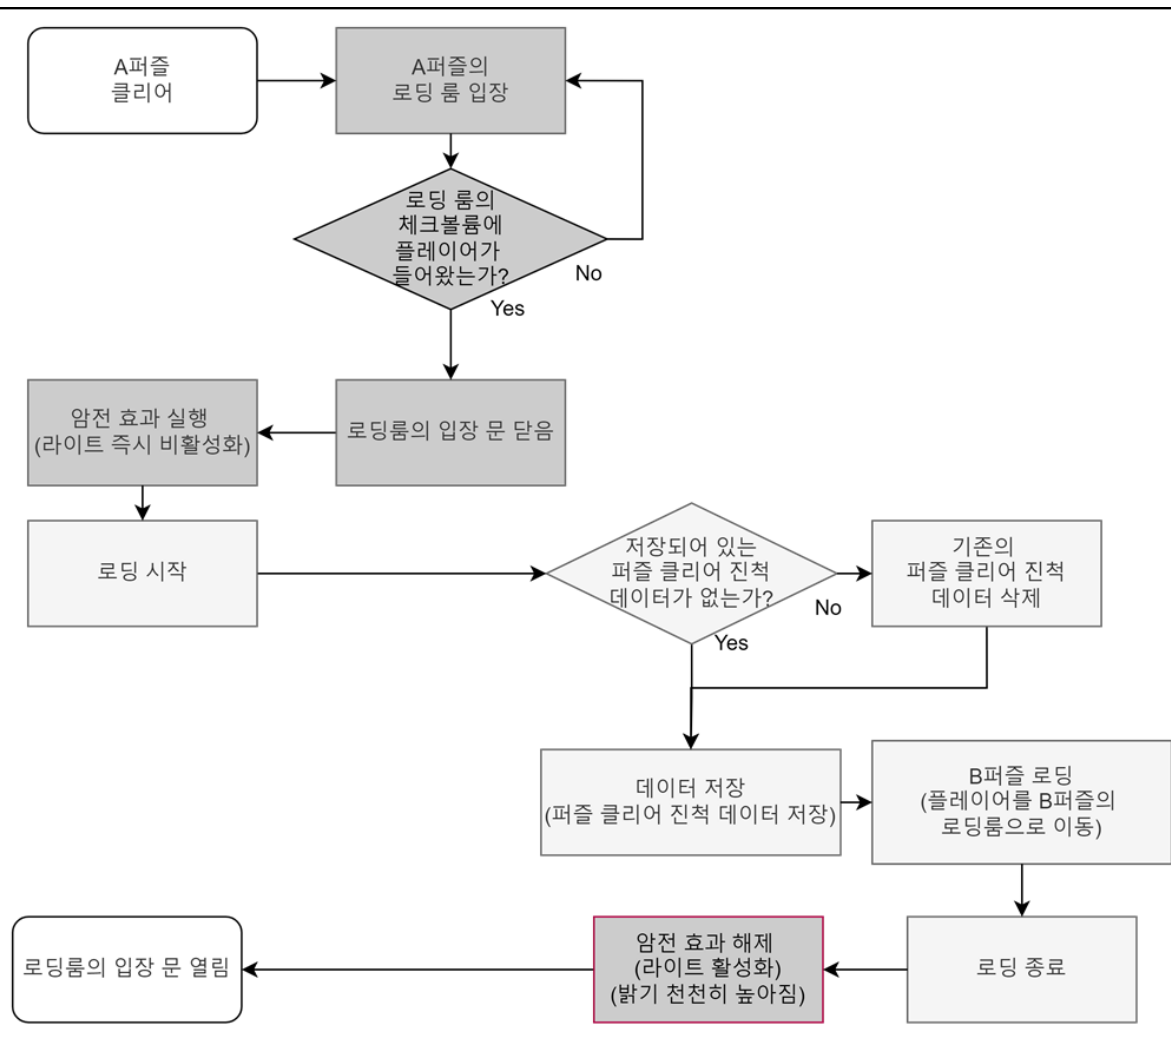 A퍼즐
클리어
A퍼즐의
로딩 룸 입장
로딩 룸의
체크볼륨에
플레이어가
들어왔는가?
No
Yes
암전 효과 실행
(라이트 즉시 비활성화)
로딩룸의 입장 문 닫음
로딩 시작
저장되어 있는
퍼즐 클리어 진척
데이터가 없는가?
No
Yes
기존의
퍼즐 클리어 진척
데이터 삭제
데이터 저장
(퍼즐 클리어 진척 데이터 저장)
B퍼즐 로딩
(플레이어를 B퍼즐의
로딩룸으로 이동)
로딩룸의 입장 문 열림
암전 효과 해제
(라이트 활성화)
(밝기 천천히 높아짐)
로딩 종료